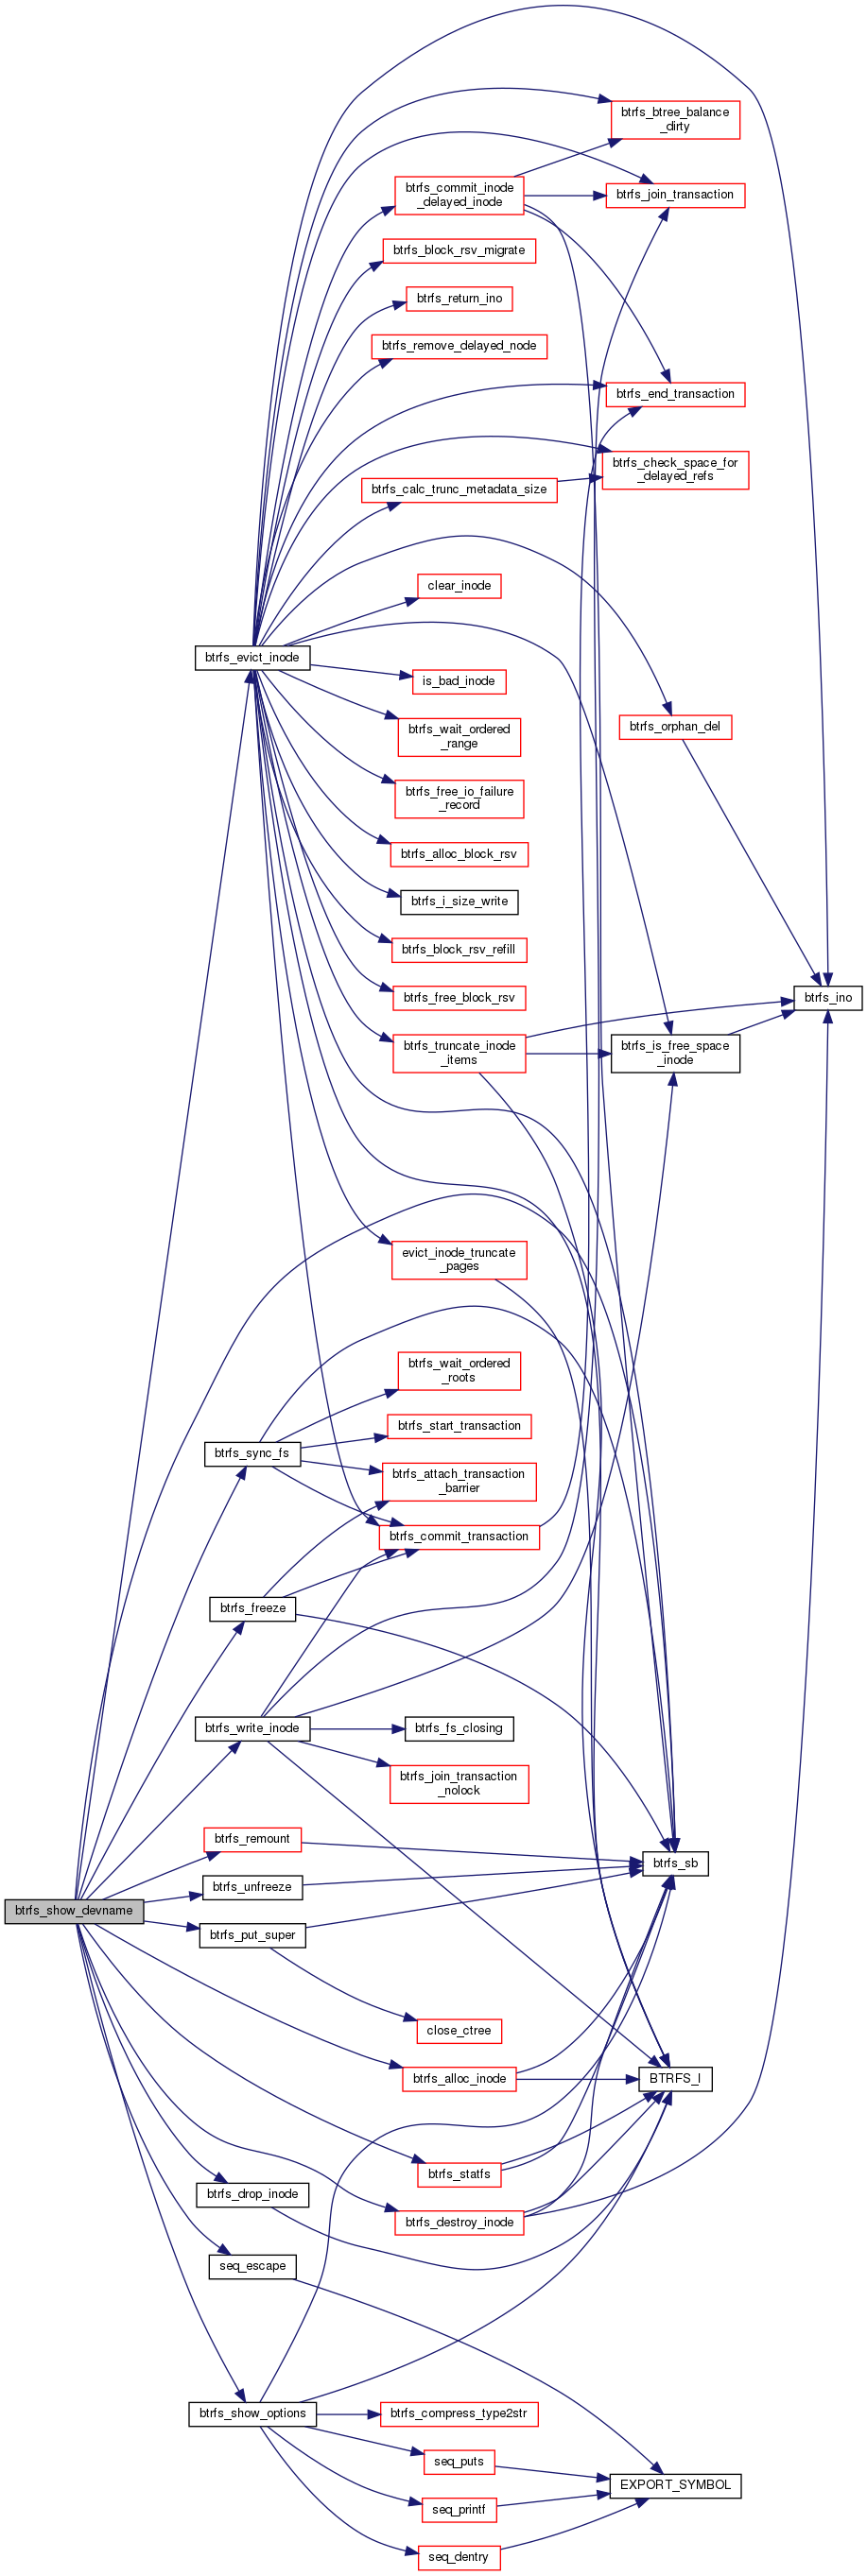 btrfs_btree_balance
_dirty
btrfs_commit_inode
_delayed_inode
btrfs_join_transaction
btrfs_block_rsv_migrate
btrfs_return_ino
btrfs_remove_delayed_node
btrfs_end_transaction
btrfs_check_space_for
_delayed_refs
btrfs_calc_trunc_metadata_size
clear_inode
btrfs_evict_inode
is_bad_inode
btrfs_wait_ordered
_range
btrfs_orphan_del
btrfs_free_io_failure
_record
btrfs_alloc_block_rsv
btrfs_i_size_write
btrfs_block_rsv_refill
btrfs_free_block_rsv
btrfs_ino
btrfs_truncate_inode
_items
btrfs_is_free_space
_inode
evict_inode_truncate
_pages
btrfs_wait_ordered
_roots
btrfs_start_transaction
btrfs_sync_fs
btrfs_attach_transaction
_barrier
btrfs_commit_transaction
btrfs_freeze
btrfs_write_inode
btrfs_fs_closing
btrfs_join_transaction
_nolock
btrfs_remount
btrfs_sb
btrfs_unfreeze
btrfs_show_devname
btrfs_put_super
close_ctree
btrfs_alloc_inode
BTRFS_I
btrfs_statfs
btrfs_drop_inode
btrfs_destroy_inode
seq_escape
btrfs_show_options
btrfs_compress_type2str
seq_puts
EXPORT_SYMBOL
seq_printf
seq_dentry